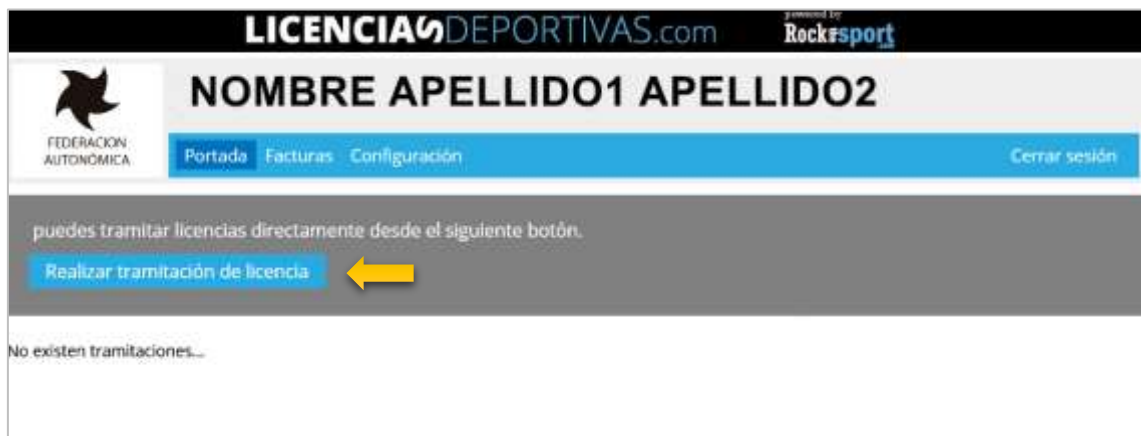 LICENCIASDEPORTIVAS.com
powered by
Rocksport
NOMBRE APELLIDO1 APELLIDO2
FEDERACION
AUTONÓMICA
Portada Facturas Configuración Cerrar sesión
puedes tramitar licencias directamente desde el siguiente botón.
Realizar tramitación de licencia
No existen tramitaciones...